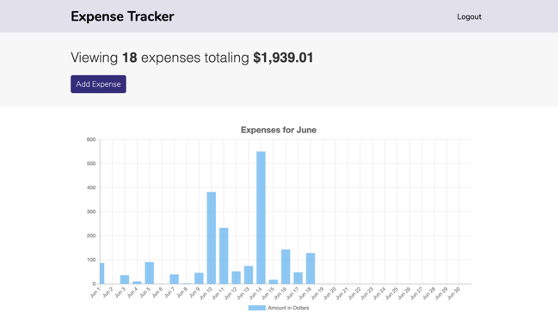 Expense Tracker
Logout
Viewing 18 expenses totaling $1,939.01
Add Expense
Expenses for June
600
500
400
300
200
100
0
Jun 1
Jun 2
Jun 3
Jun 4
Jun 5
Jun 6
Jun 7
Jun 8
Jun 9
Jun 10
Jun 11
Jun 12
Jun 13
Jun 14
Jun 15
Jun 16
Jun 17
Jun 18
Jun 19
Jun 20
Jun 21
Jun 22
Jun 23
Jun 24
Jun 25
Jun 26
Jun 27
Jun 28
Jun 29
Jun 30
Amount in Dollars